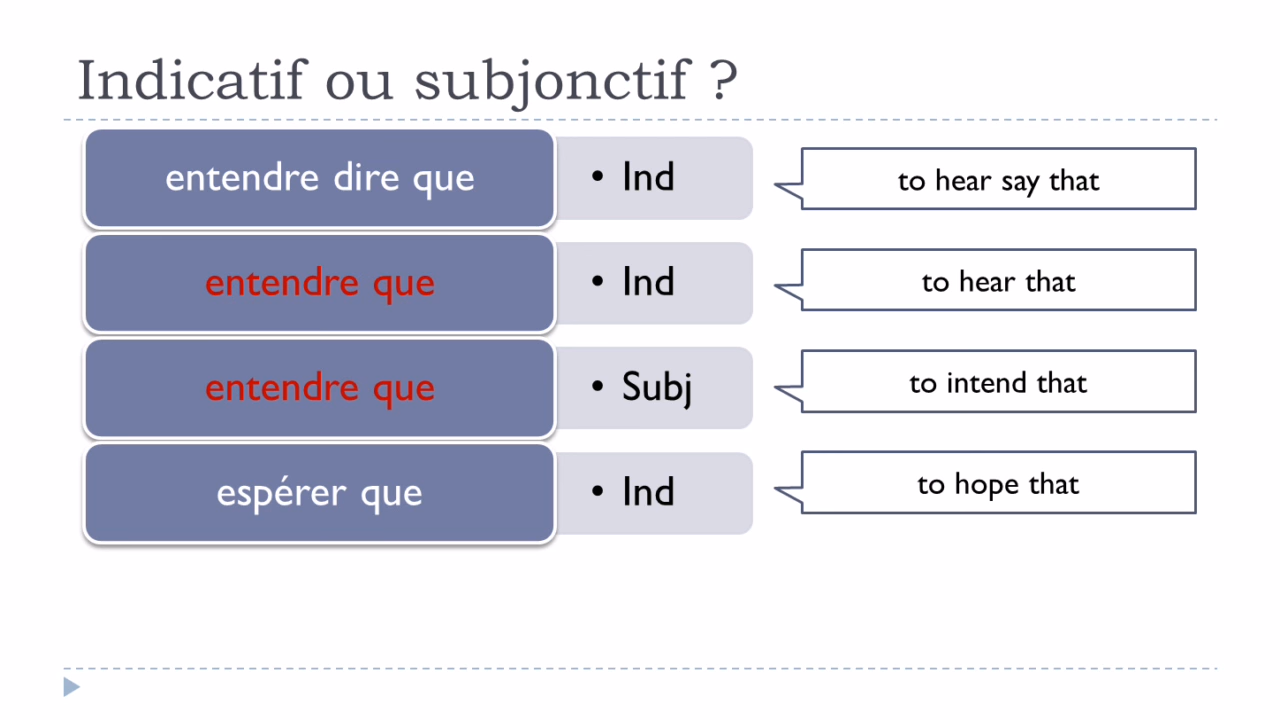 Indicatif ou subjonctif ?
entendre dire que • Ind to hear say that
entendre que • Ind to hear that
entendre que • Subj to intend that
espérer que • Ind to hope that